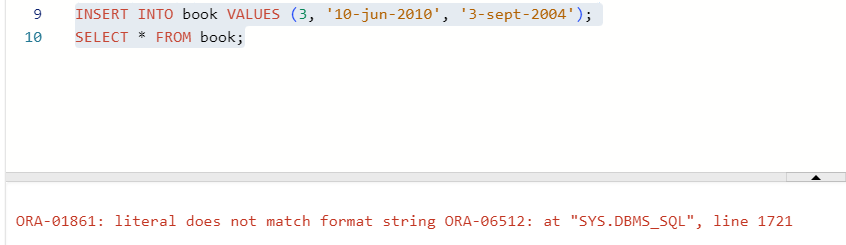 9 INSERT INTO book VALUES (3, '10-jun-2010', '3-sept-2004');
10 SELECT * FROM book;
ORA-01861: literal does not match format string ORA-06512: at "SYS.DBMS_SQL", line 1721